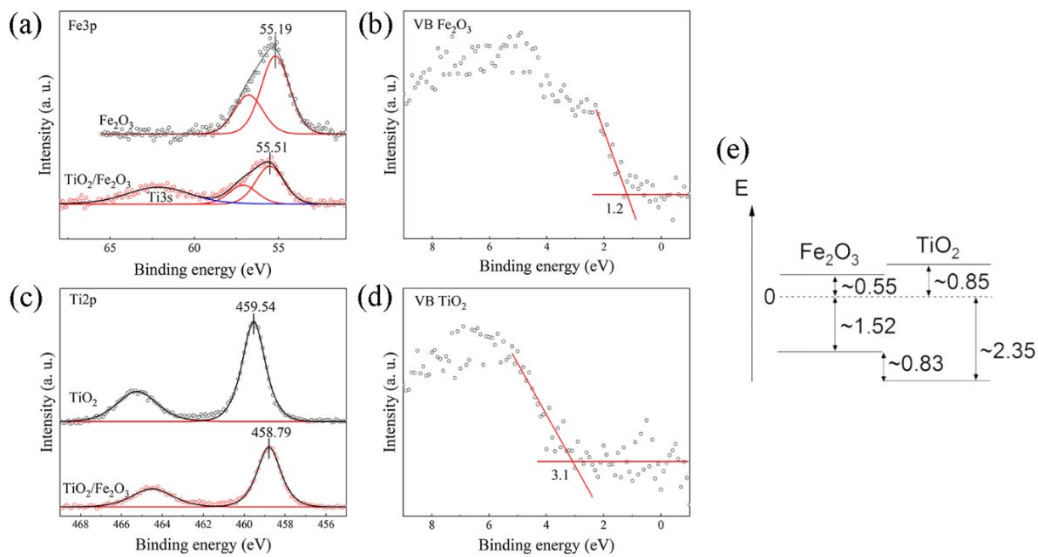 (a)
Fe3p
55.19
Fe₂O₃
55.51
TiO₂/Fe₂O₃
Ti3s
65 60 55
Binding energy (eV)
Intensity (a. u.)
(b)
VB Fe₂O₃
1.2
8 6 4 2 0
Binding energy (eV)
Intensity (a. u.)
(c)
Ti2p
459.54
TiO₂
458.79
TiO₂/Fe₂O₃
468 466 464 462 460 458 456
Binding energy (eV)
Intensity (a. u.)
(d)
VB TiO₂
3.1
8 6 4 2 0
Binding energy (eV)
Intensity (a. u.)
(e)
E
Fe₂O₃ TiO₂
~0.55 ~0.85
0
~1.52
~0.83 ~2.35